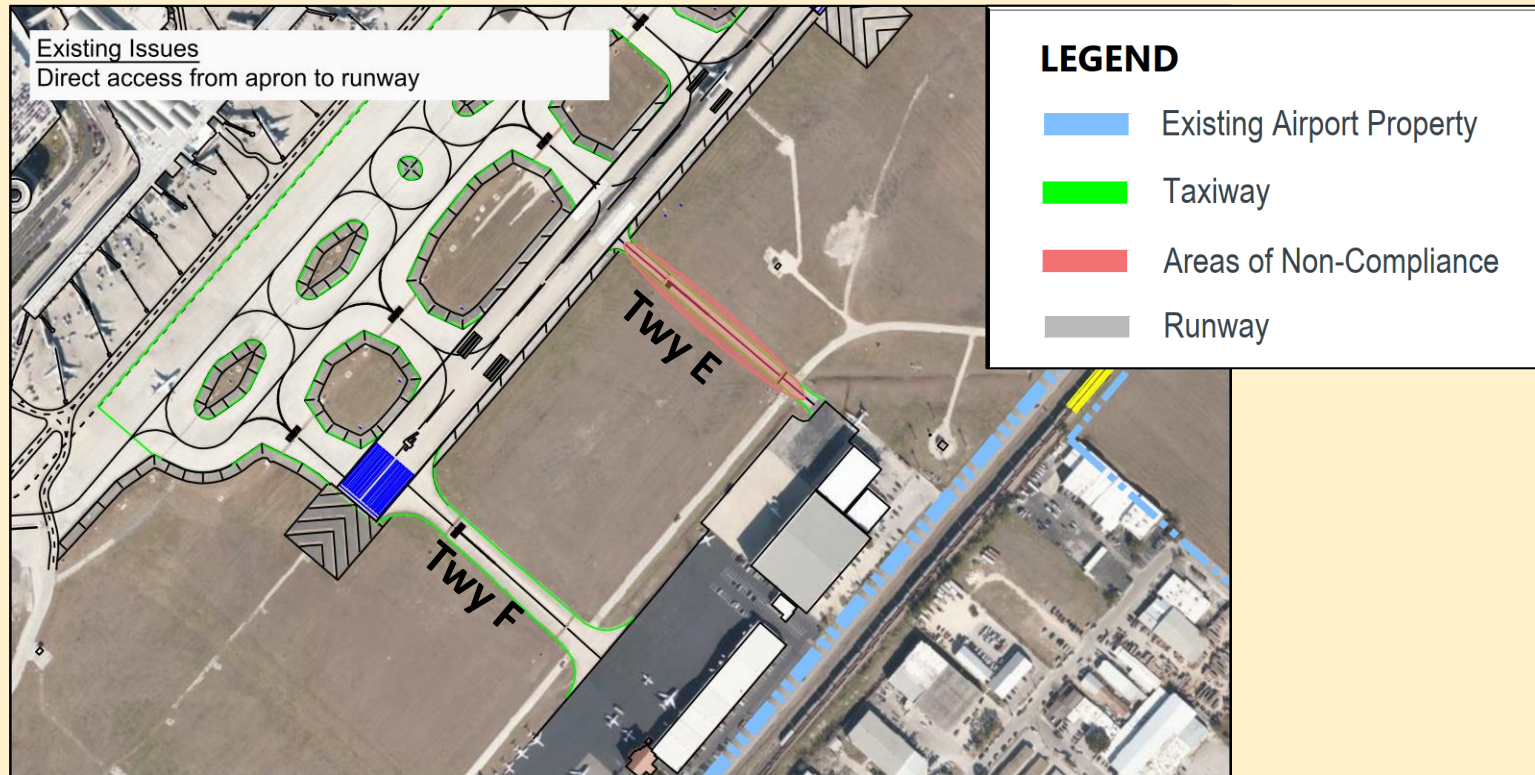 Existing Issues
Direct access from apron to runway
LEGEND
Existing Airport Property
Taxiway
Areas of Non-Compliance
Runway
Twy E
Twy F